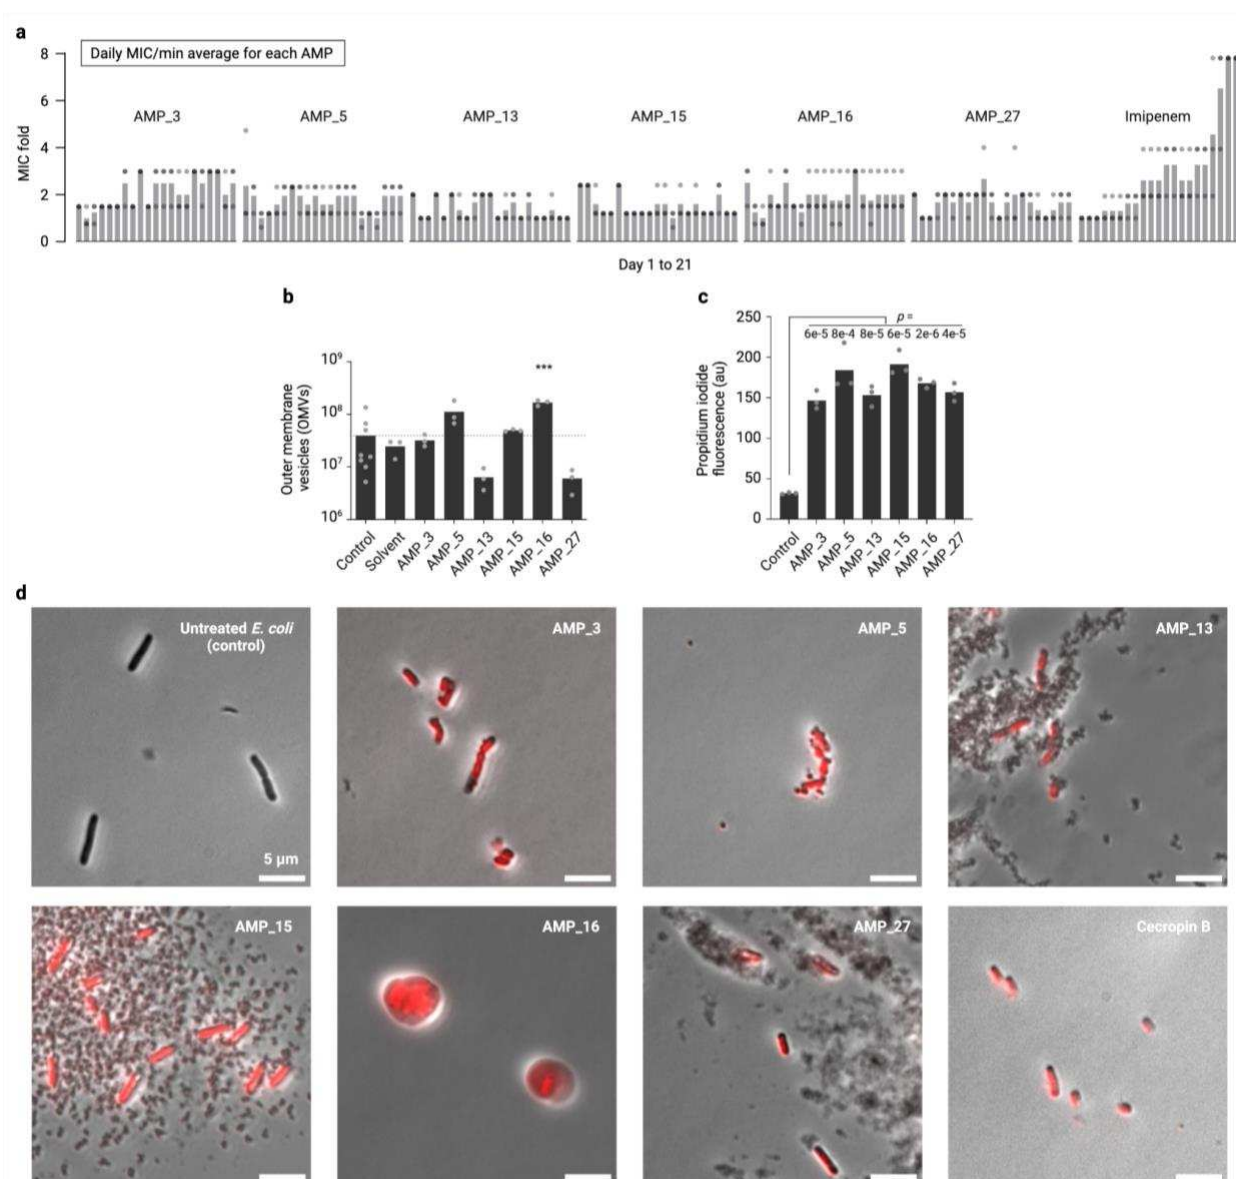 a
Daily MIC/min average for each AMP
8
6
4
2
0
MIC fold
AMP_3
AMP_5
AMP_13
AMP_15
AMP_16
AMP_27
Imipenem
Day 1 to 21
b
Outer membrane
vesicles (OMVs)
10⁹
10⁸
10⁷
10⁶
***
Control
Solvent
AMP_3
AMP_5
AMP_13
AMP_15
AMP_16
AMP_27
c
Propidium iodide
fluorescence (au)
250
200
150
100
50
0
p =
6e-5 8e-4 8e-5 6e-5 2e-6 4e-5
Control
AMP_3
AMP_5
AMP_13
AMP_15
AMP_16
AMP_27
d
Untreated E. coli
(control)
5 μm
AMP_3
AMP_5
AMP_13
AMP_15
AMP_16
AMP_27
Cecropin B